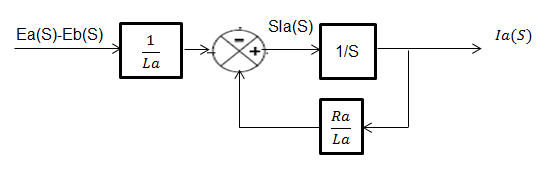 Ea(S)-Eb(S)
1
La
-
+
SIa(S)
1/S
Ia(S)
Ra
La